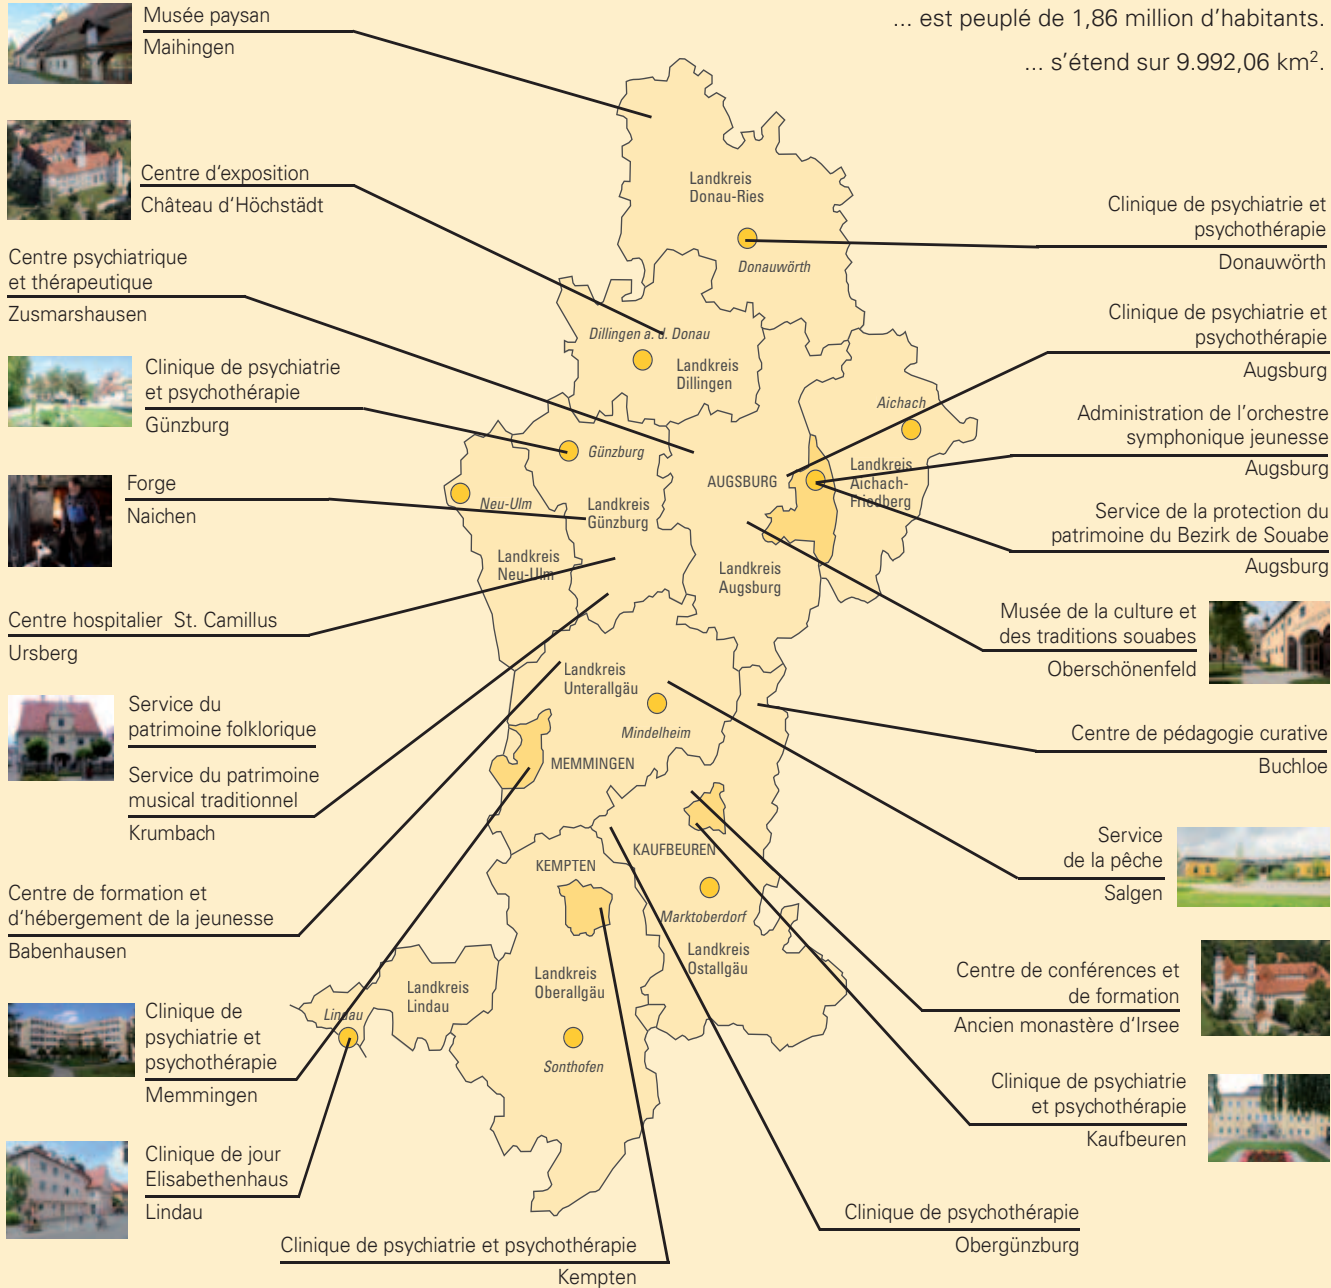 ... est peuplé de 1,86 million d'habitants.
... s'étend sur 9.992,06 km².
Musée paysan
Maihingen
Centre d'exposition
Château d'Höchstädt
Centre psychiatrique
et thérapeutique
Zusmarshausen
Clinique de psychiatrie
et psychothérapie
Günzburg
Forge
Naichen
Centre hospitalier St. Camillus
Ursberg
Service du
patrimoine folklorique
Service du patrimoine
musical traditionnel
Krumbach
Centre de formation et
d'hébergement de la jeunesse
Babenhausen
Clinique de
psychiatrie et
psychothérapie
Memmingen
Clinique de jour
Elisabethenhaus
Lindau
Clinique de psychiatrie et psychothérapie
Kempten
Landkreis
Donau-Ries
Donauwörth
Dillingen a. d. Donau
Landkreis
Dillingen
Aichach
Günzburg
AUGSBURG
Landkreis
Aichach-
Friedberg
Neu-Ulm
Landkreis
Günzburg
Landkreis
Neu-Ulm
Landkreis
Augsburg
Landkreis
Unterallgäu
Mindelheim
MEMMINGEN
KAUFBEUREN
KEMPTEN
Marktoberdorf
Landkreis
Ostallgäu
Landkreis
Oberallgäu
Landkreis
Lindau
Lindau
Sonthofen
Clinique de psychiatrie et
psychothérapie
Donauwörth
Clinique de psychiatrie et
psychothérapie
Augsburg
Administration de l'orchestre
symphonique jeunesse
Augsburg
Service de la protection du
patrimoine du Bezirk de Souabe
Augsburg
Musée de la culture et
des traditions souabes
Oberschönenfeld
Centre de pédagogie curative
Buchloe
Service
de la pêche
Salgen
Centre de conférences et
de formation
Ancien monastère d'Irsee
Clinique de psychiatrie
et psychothérapie
Kaufbeuren
Clinique de psychothérapie
Obergünzburg